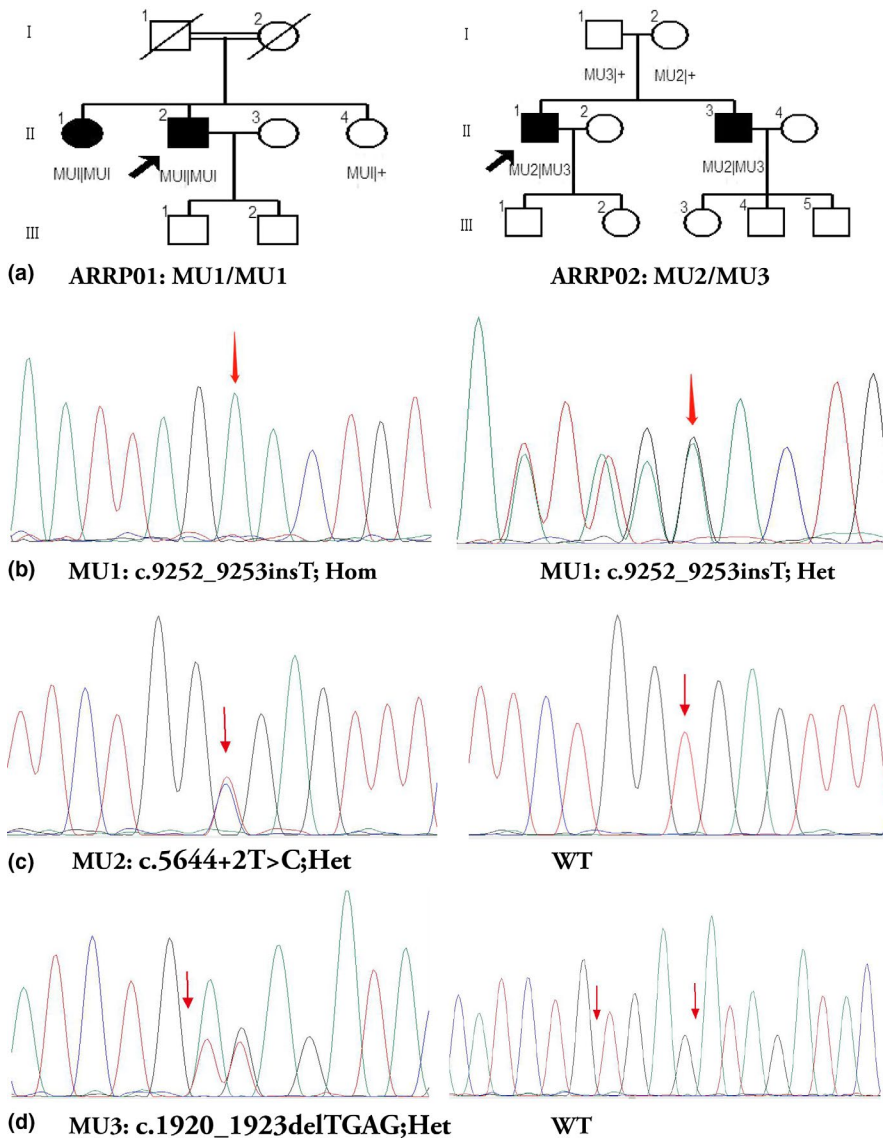 I 1 2
II 1 2 3 4
MUI|MUI MUI|MUI MUI|+
III 1 2
(a) ARRP01: MU1/MU1
I 1 2
MU3|+ MU2|+
II 1 2 3 4
MU2|MU3 MU2|MU3
III 1 2 3 4 5
ARRP02: MU2/MU3
(b) MU1: c.9252_9253insT; Hom MU1: c.9252_9253insT; Het
(c) MU2: c.5644+2T>C;Het WT
(d) MU3: c.1920_1923delTGAG;Het WT